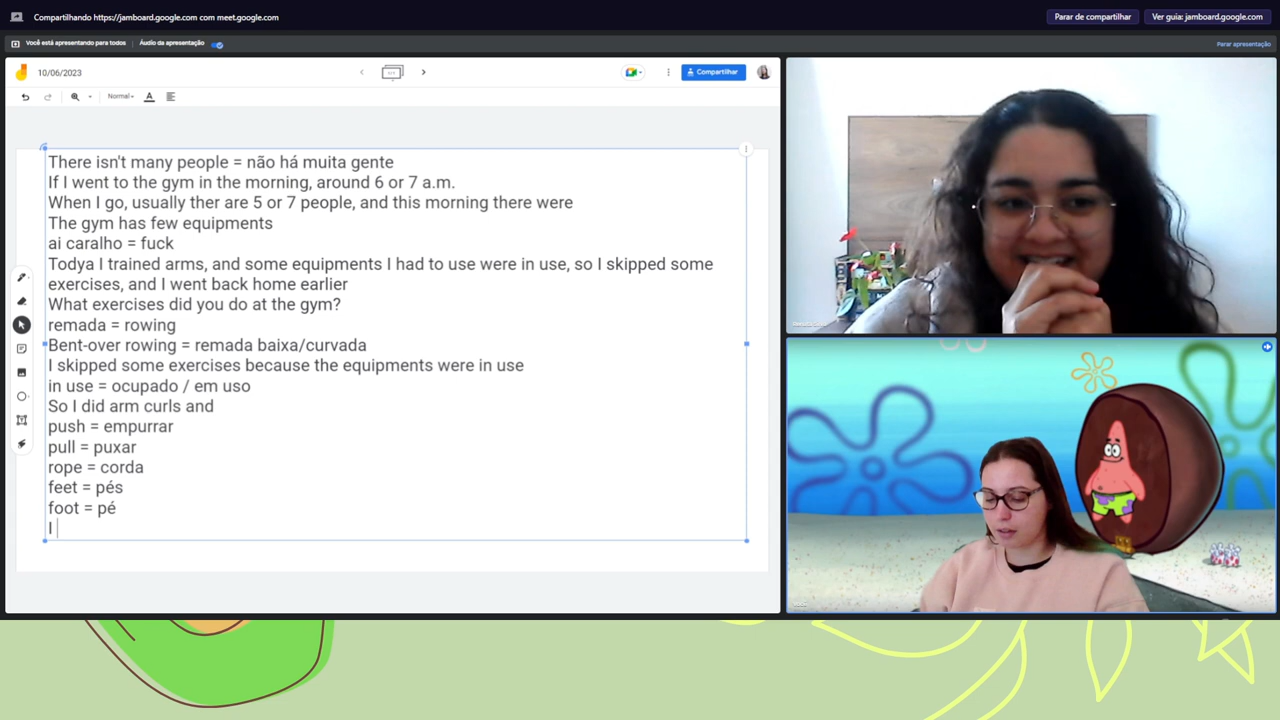 Compartilhando https://jamboard.google.com com meet.google.com
Parar de compartilhar
Ver guia: jamboard.google.com
Você está apresentando para todos
Áudio da apresentação
Parar apresentação
10/06/2023
Compartilhar
Normal
There isn't many people = não há muita gente
If I went to the gym in the morning, around 6 or 7 a.m.
When I go, usually ther are 5 or 7 people, and this morning there were
The gym has few equipments
ai caralho = fuck
Todya I trained arms, and some equipments I had to use were in use, so I skipped some
exercises, and I went back home earlier
What exercises did you do at the gym?
remada = rowing
Bent-over rowing = remada baixa/curvada
I skipped some exercises because the equipments were in use
in use = ocupado / em uso
So I did arm curls and
push = empurrar
pull = puxar
rope = corda
feet = pés
foot = pé
I